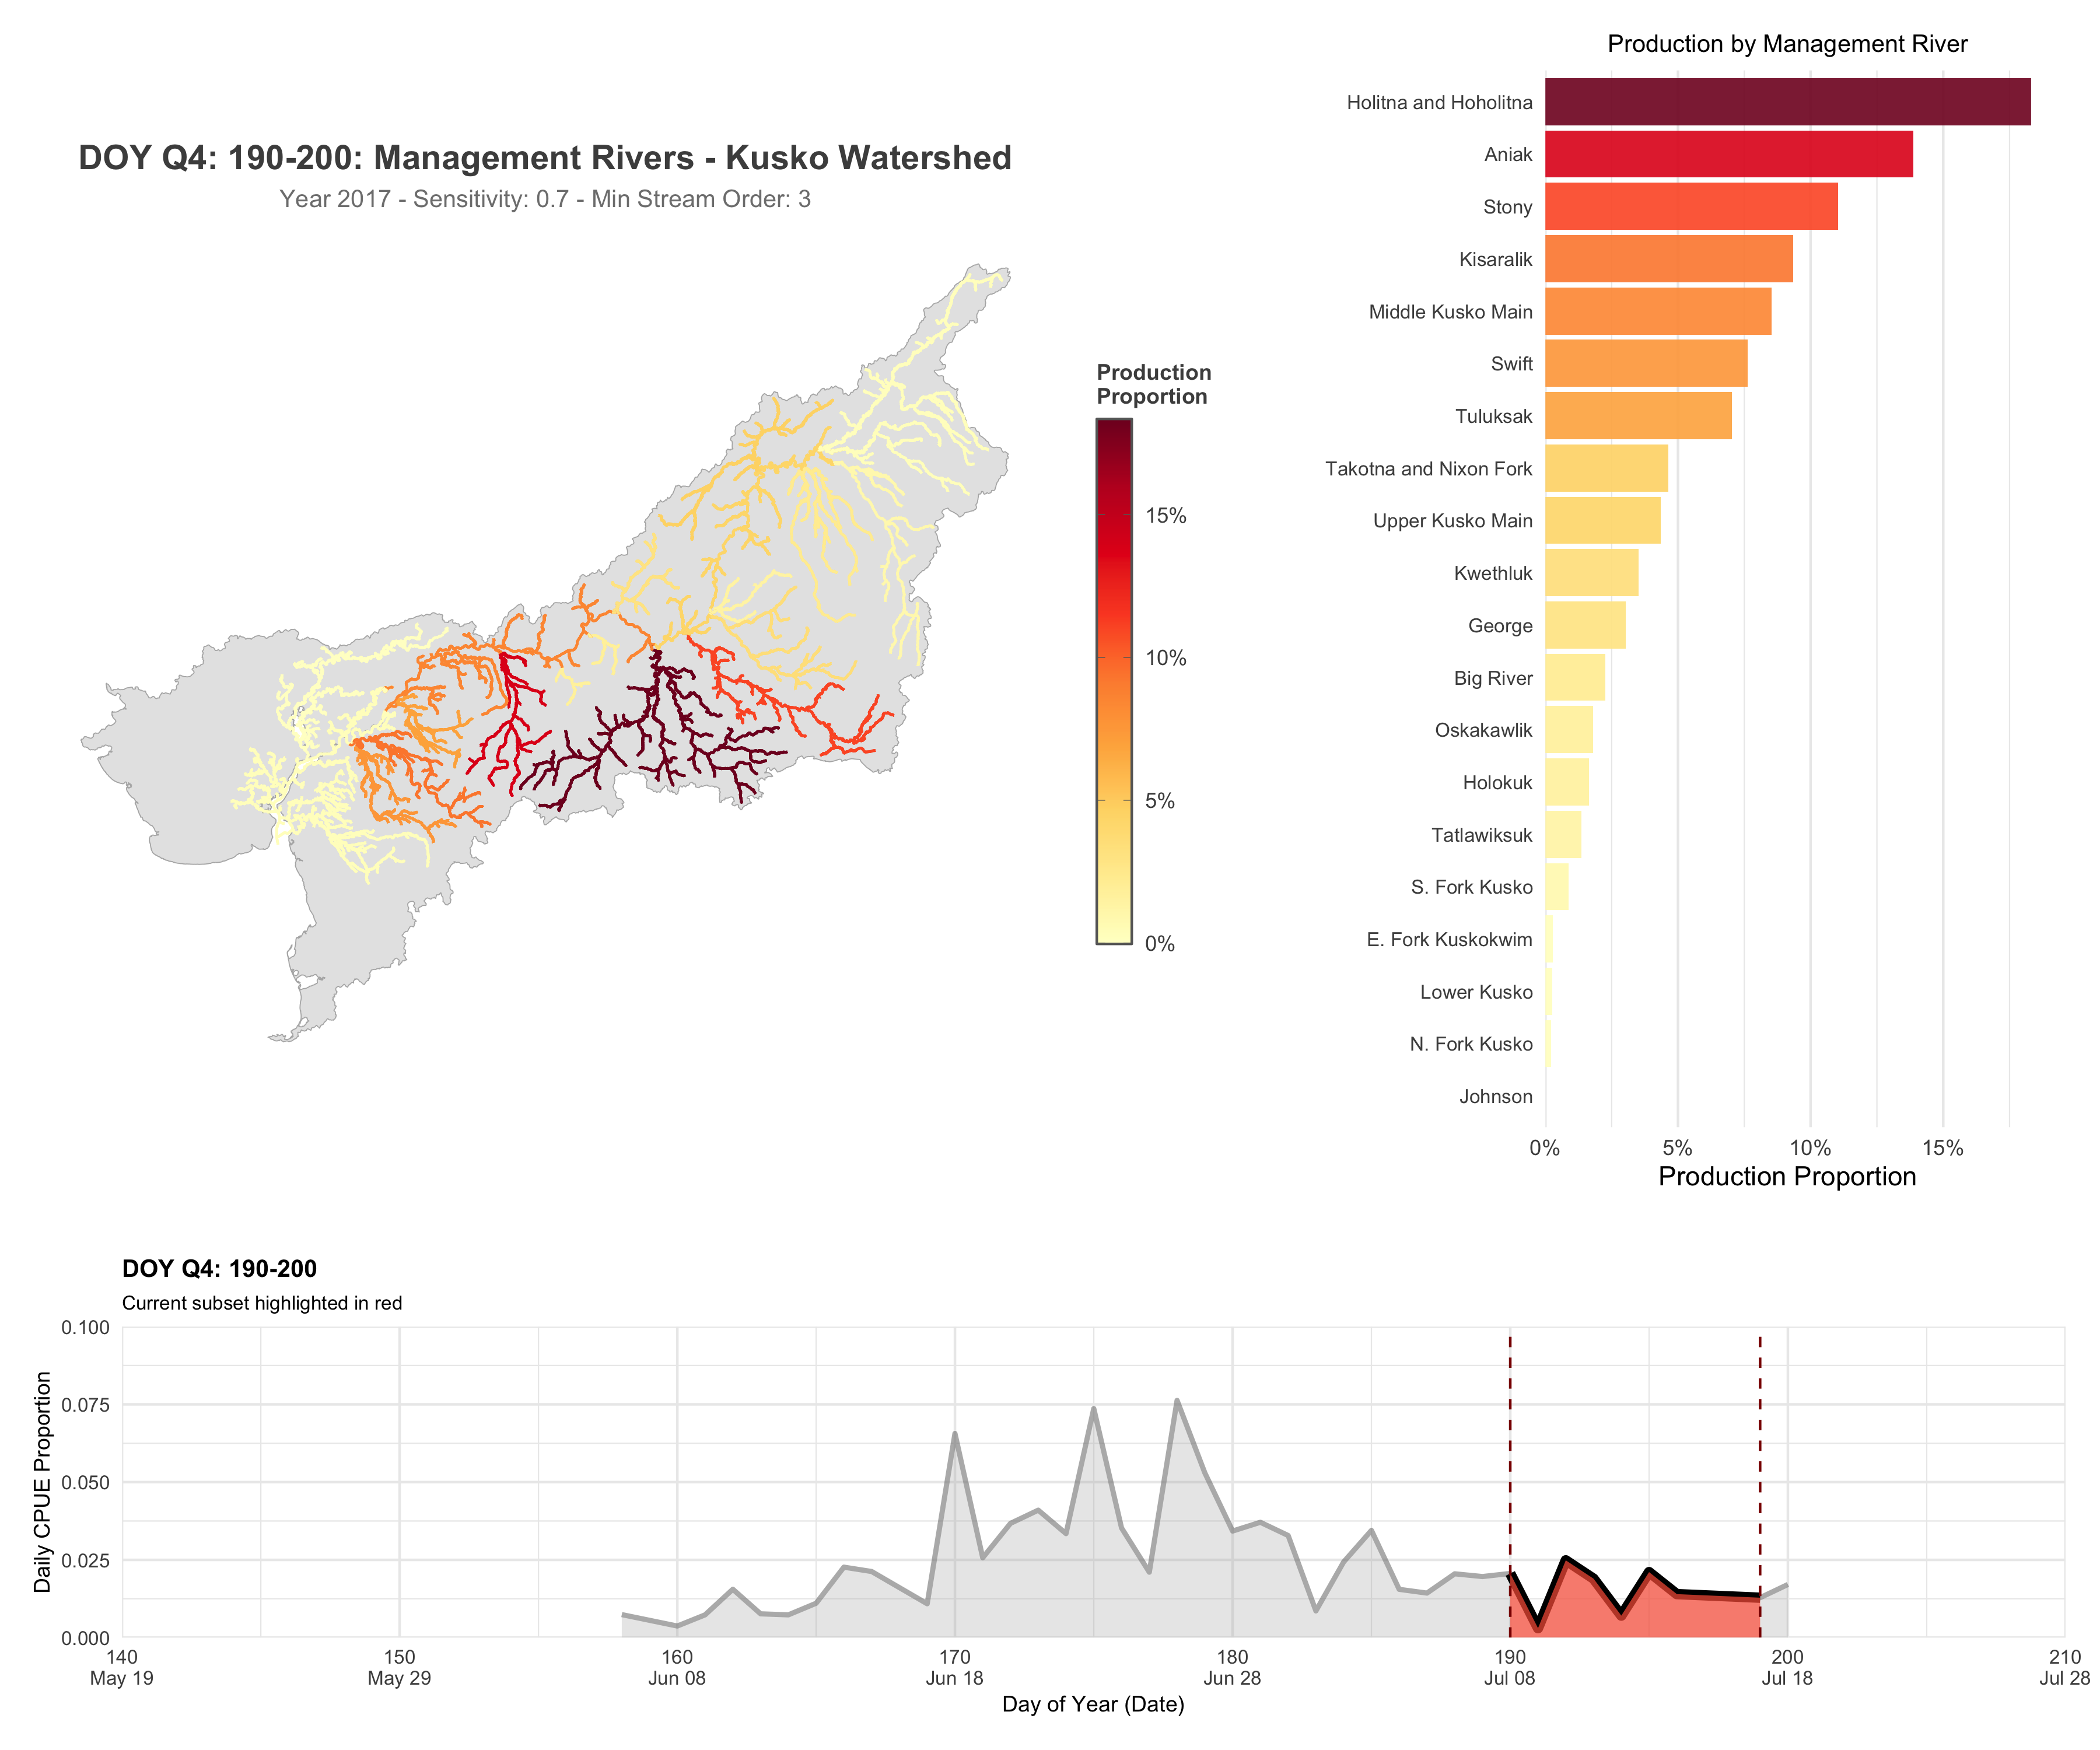 DOY Q4: 190-200: Management Rivers - Kusko Watershed
Year 2017 - Sensitivity: 0.7 - Min Stream Order: 3
Production
Proportion
15%
10%
5%
0%
Production by Management River
Holitna and Hoholitna
Aniak
Stony
Kisaralik
Middle Kusko Main
Swift
Tuluksak
Takotna and Nixon Fork
Upper Kusko Main
Kwethluk
George
Big River
Oskakawlik
Holokuk
Tatlawiksuk
S. Fork Kusko
E. Fork Kuskokwim
Lower Kusko
N. Fork Kusko
Johnson
0% 5% 10% 15%
Production Proportion
DOY Q4: 190-200
Current subset highlighted in red
Daily CPUE Proportion
0.100
0.075
0.050
0.025
0.000
140 150 160 170 180 190 200 210
May 19 May 29 Jun 08 Jun 18 Jun 28 Jul 08 Jul 18 Jul 28
Day of Year (Date)